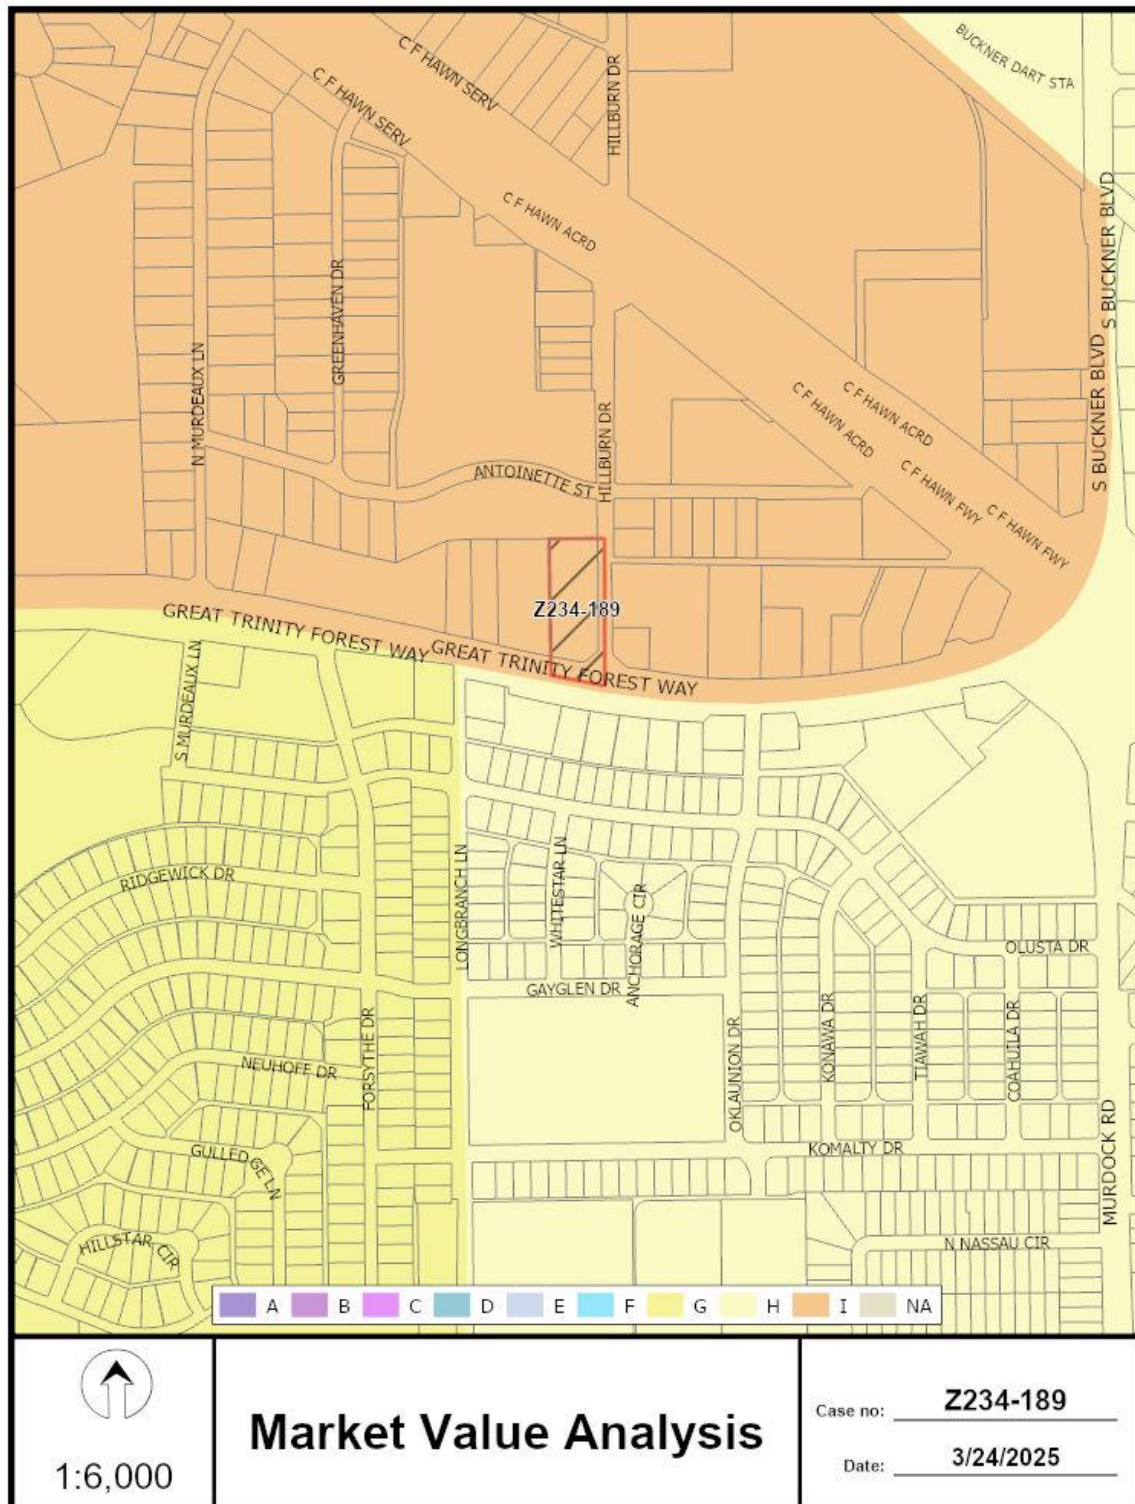 BUCKNER DART STA
C F HAWN SERV
C F HAWN SERV
HILLBURN DR
C F HAWN ACRD
S BUCKNER BLVD
S BUCKNER BLVD
GREENHAVEN DR
N MURDEAUX LN
C F HAWN ACRD
C F HAWN ACRD
HILLBURN DR
ANTOINETTE ST
C F HAWN FWY
C F HAWN FWY
Z234-189
GREAT TRINITY FOREST WAY
GREAT TRINITY FOREST WAY
S MURDEAUX LN
RIDGEWICK DR
LONGBRANCH LN
WHITESTAR LN
ANCHORAGE CIR
OLUSTA DR
GAYGLEN DR
FORSYTHE DR
NEUHOFF DR
OKLAUNION DR
KONAWA DR
TIAWAH DR
COAHUILA DR
GULLEDGE LN
KOMALTY DR
MURDOCK RD
HILLSTAR CIR
N NASSAU CIR
A B C D E F G H I NA
1:6,000
Market Value Analysis
Case no: Z234-189
Date: 3/24/2025